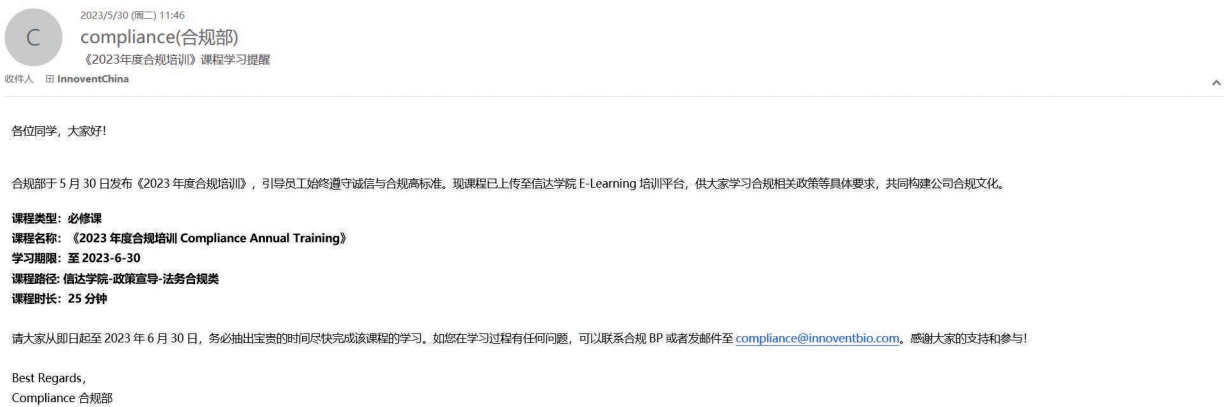 C
2023/5/30 (周二) 11:46
compliance(合规部)
《2023年度合规培训》课程学习提醒
收件人 InnoventChina
各位同学，大家好！
合规部于 5 月 30 日发布《2023 年度合规培训》，引导员工始终遵守诚信与合规高标准。现课程已上传至信达学院 E-Learning 培训平台，供大家学习合规相关政策等具体要求，共同构建公司合规文化。
课程类型：必修课
课程名称：《2023 年度合规培训 Compliance Annual Training》
学习期限：至 2023-6-30
课程路径: 信达学院-政策宣导-法务合规类
课程时长：25 分钟
请大家从即日起至 2023 年 6 月 30 日，务必抽出宝贵的时间尽快完成该课程的学习。如您在学习过程有任何问题，可以联系合规 BP 或者发邮件至 compliance@innoventbio.com。感谢大家的支持和参与！
Best Regards，
Compliance 合规部